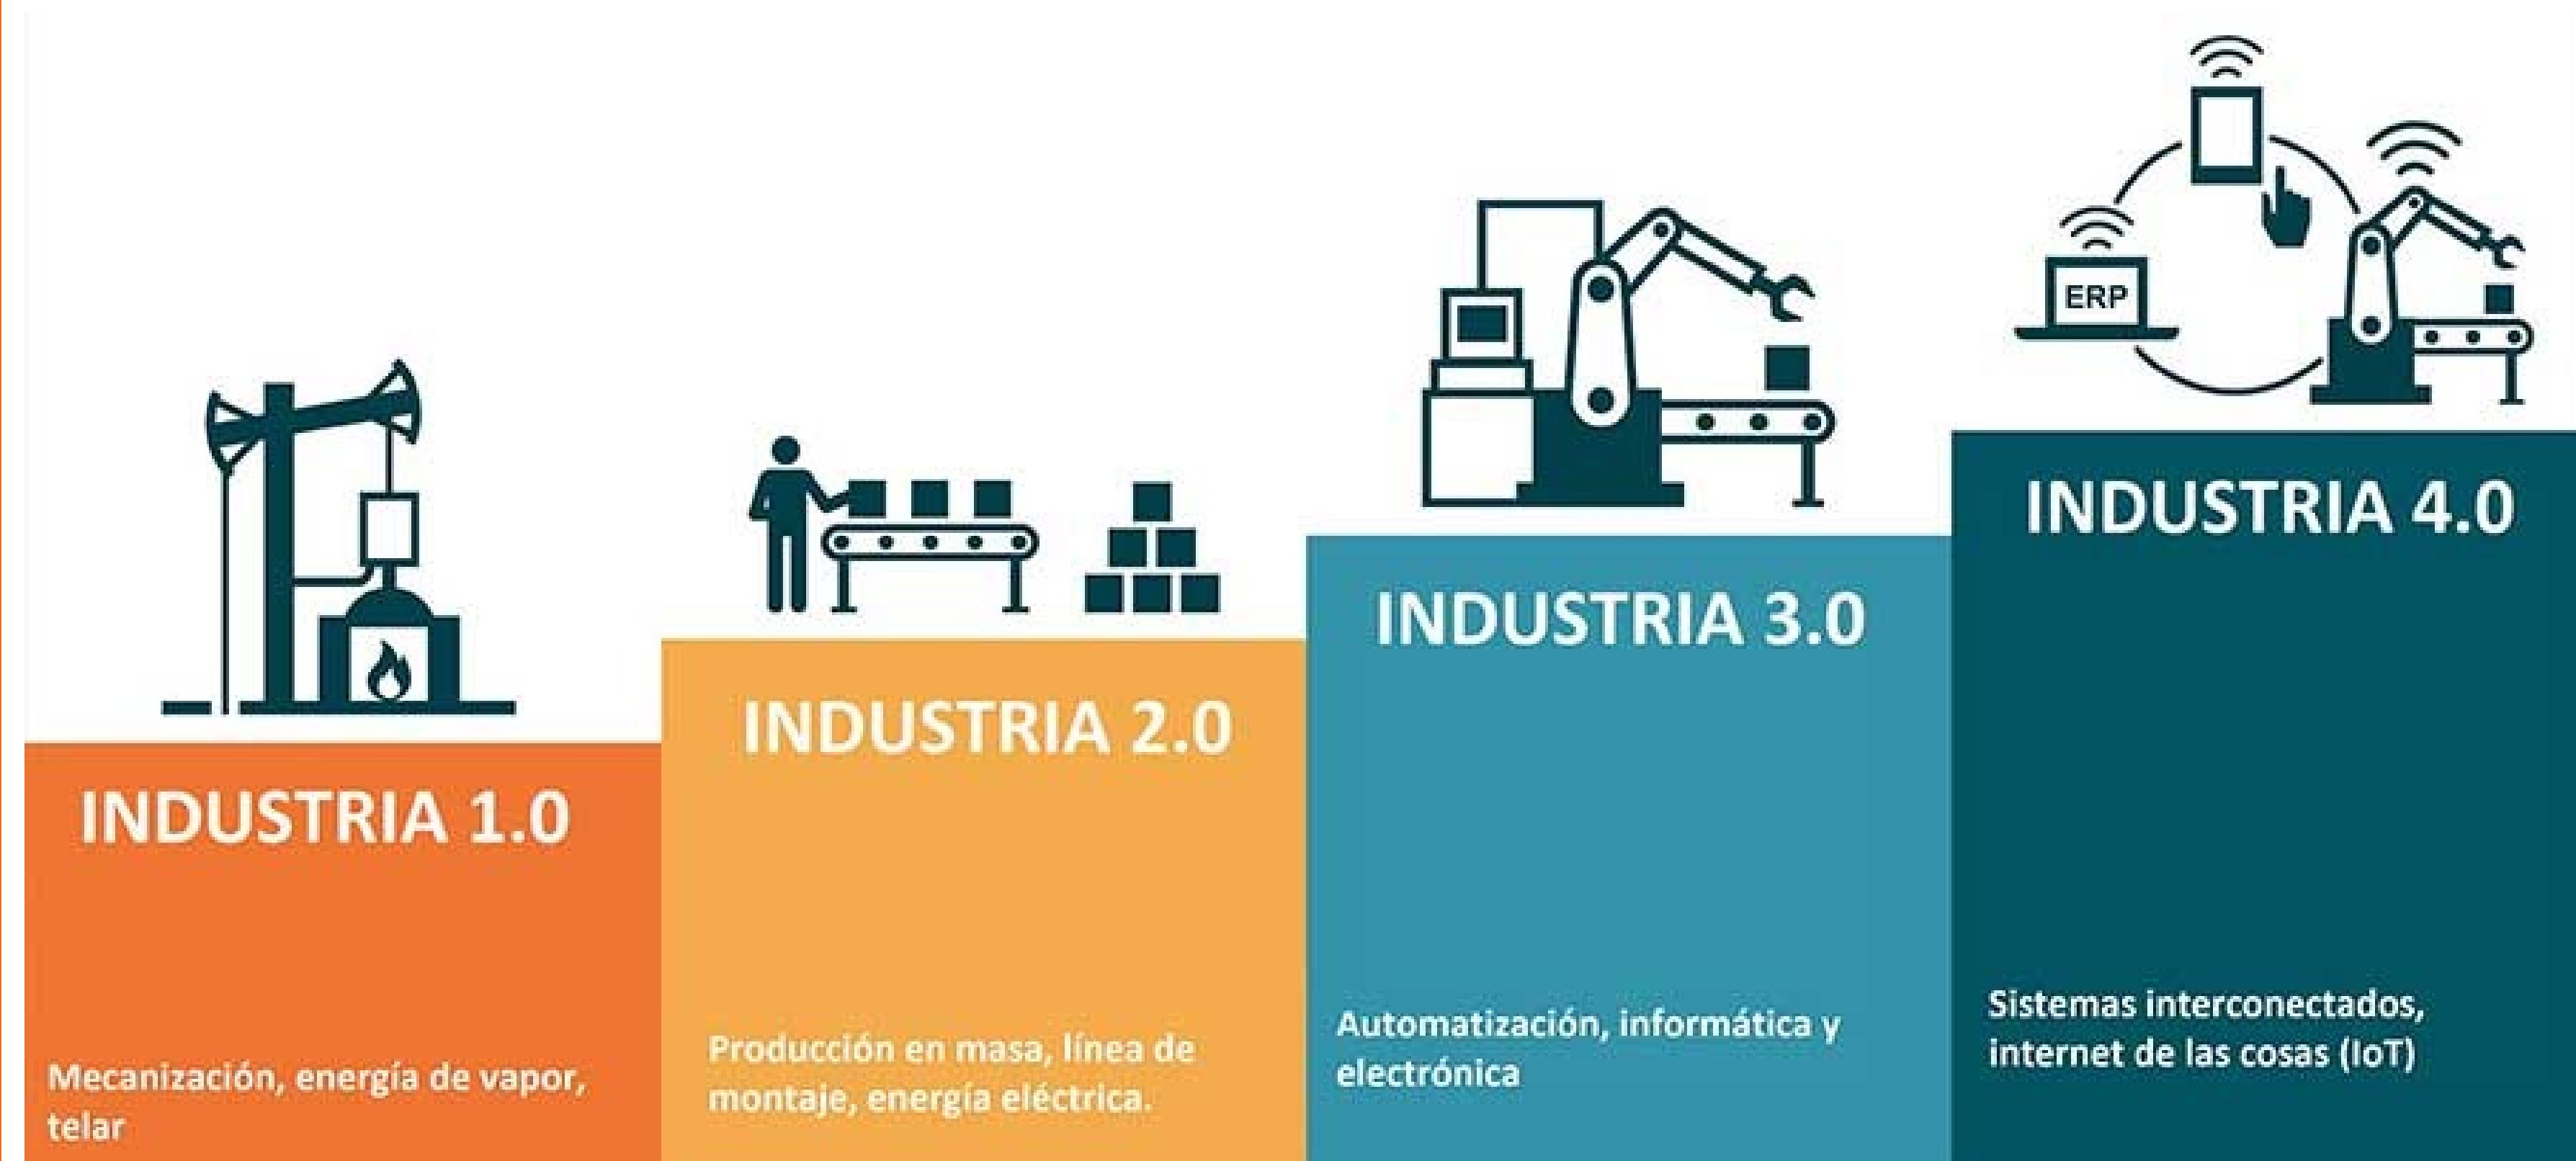 INDUSTRIA 1.0
Mecanización, energía de vapor,
telar
INDUSTRIA 2.0
Producción en masa, línea de
montaje, energía eléctrica.
INDUSTRIA 3.0
Automatización, informática y
electrónica
ERP
INDUSTRIA 4.0
Sistemas interconectados,
internet de las cosas (IoT)